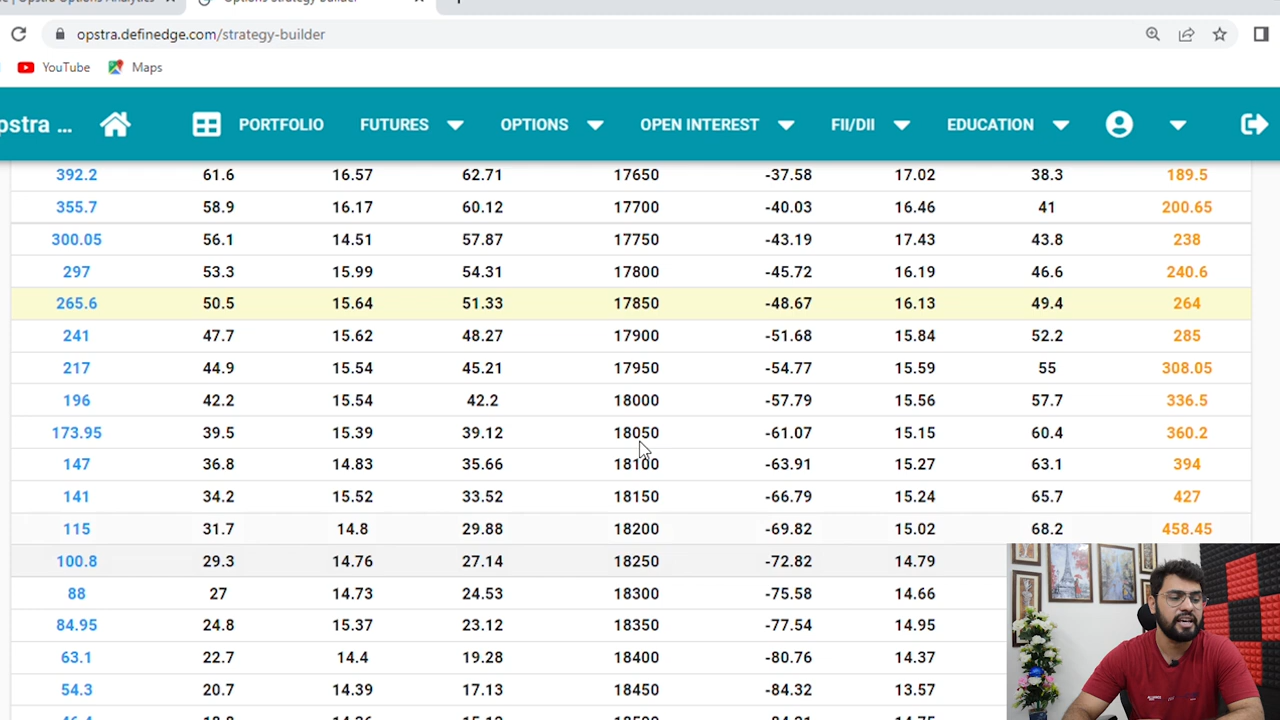 Options Strategy Builder
opstra.definedge.com/strategy-builder
YouTube Maps
pstra ... PORTFOLIO FUTURES OPTIONS OPEN INTEREST FII/DII EDUCATION
392.2 61.6 16.57 62.71 17650 -37.58 17.02 38.3 189.5
355.7 58.9 16.17 60.12 17700 -40.03 16.46 41 200.65
300.05 56.1 14.51 57.87 17750 -43.19 17.43 43.8 238
297 53.3 15.99 54.31 17800 -45.72 16.19 46.6 240.6
265.6 50.5 15.64 51.33 17850 -48.67 16.13 49.4 264
241 47.7 15.62 48.27 17900 -51.68 15.84 52.2 285
217 44.9 15.54 45.21 17950 -54.77 15.59 55 308.05
196 42.2 15.54 42.2 18000 -57.79 15.56 57.7 336.5
173.95 39.5 15.39 39.12 18050 -61.07 15.15 60.4 360.2
147 36.8 14.83 35.66 18100 -63.91 15.27 63.1 394
141 34.2 15.52 33.52 18150 -66.79 15.24 65.7 427
115 31.7 14.8 29.88 18200 -69.82 15.02 68.2 458.45
100.8 29.3 14.76 27.14 18250 -72.82 14.79
88 27 14.73 24.53 18300 -75.58 14.66
84.95 24.8 15.37 23.12 18350 -77.54 14.95
63.1 22.7 14.4 19.28 18400 -80.76 14.37
54.3 20.7 14.39 17.13 18450 -84.32 13.57